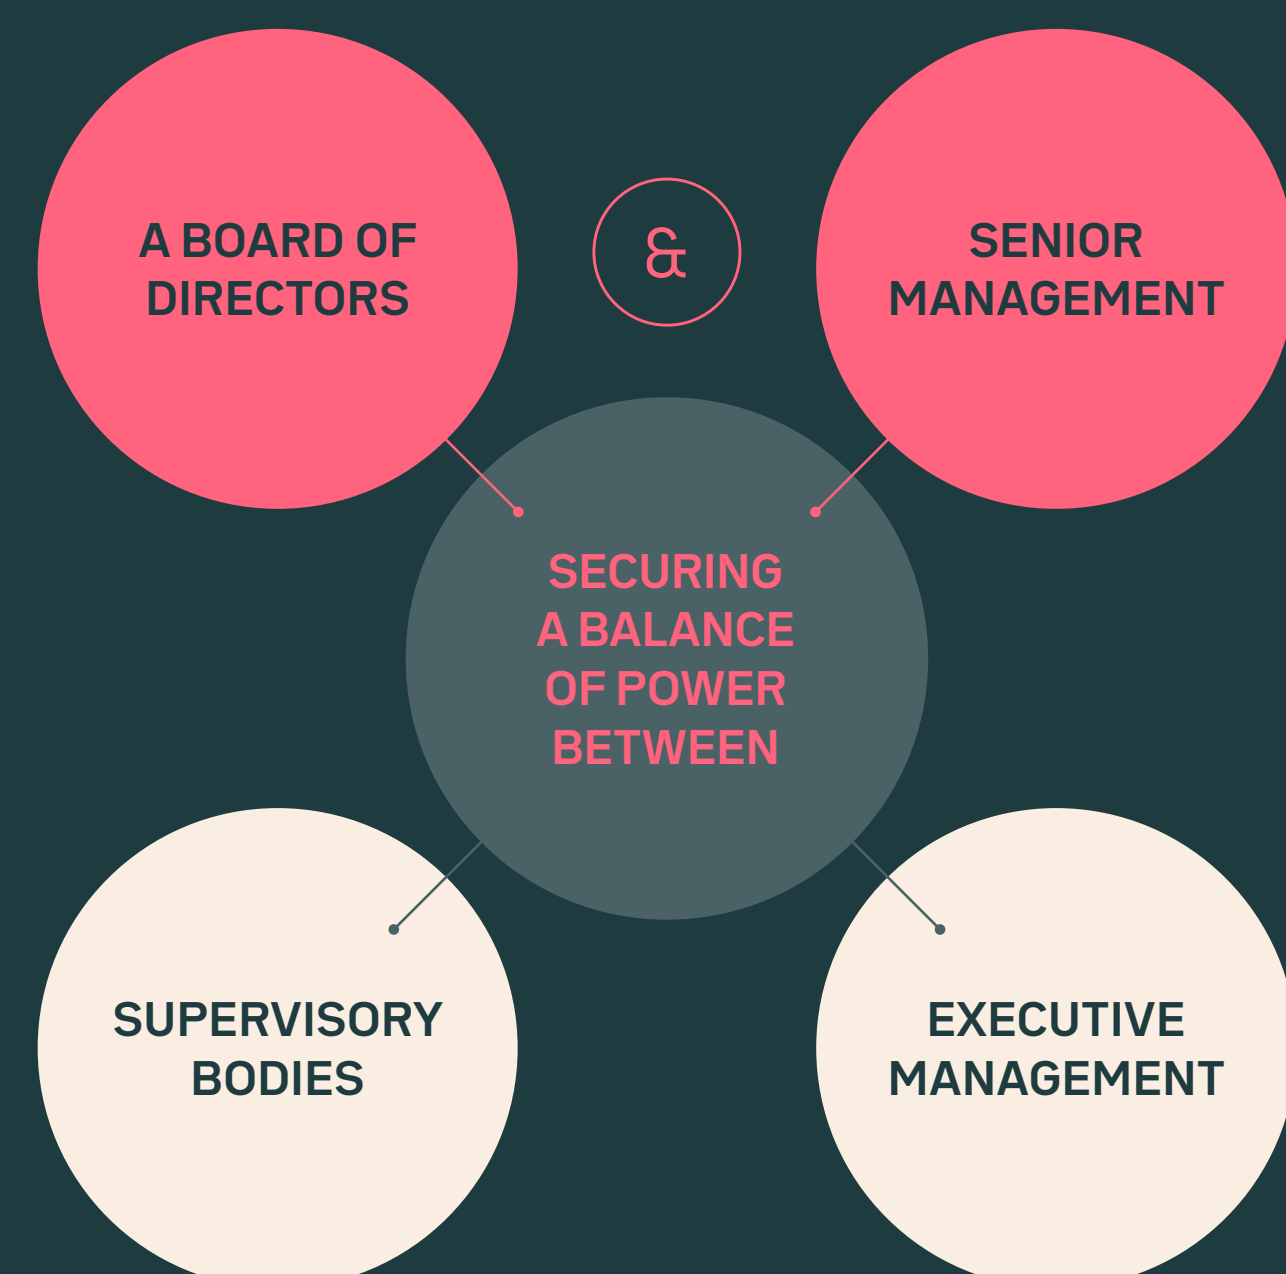 A BOARD OF
DIRECTORS
&
SENIOR
MANAGEMENT
SECURING
A BALANCE
OF POWER
BETWEEN
SUPERVISORY
BODIES
EXECUTIVE
MANAGEMENT